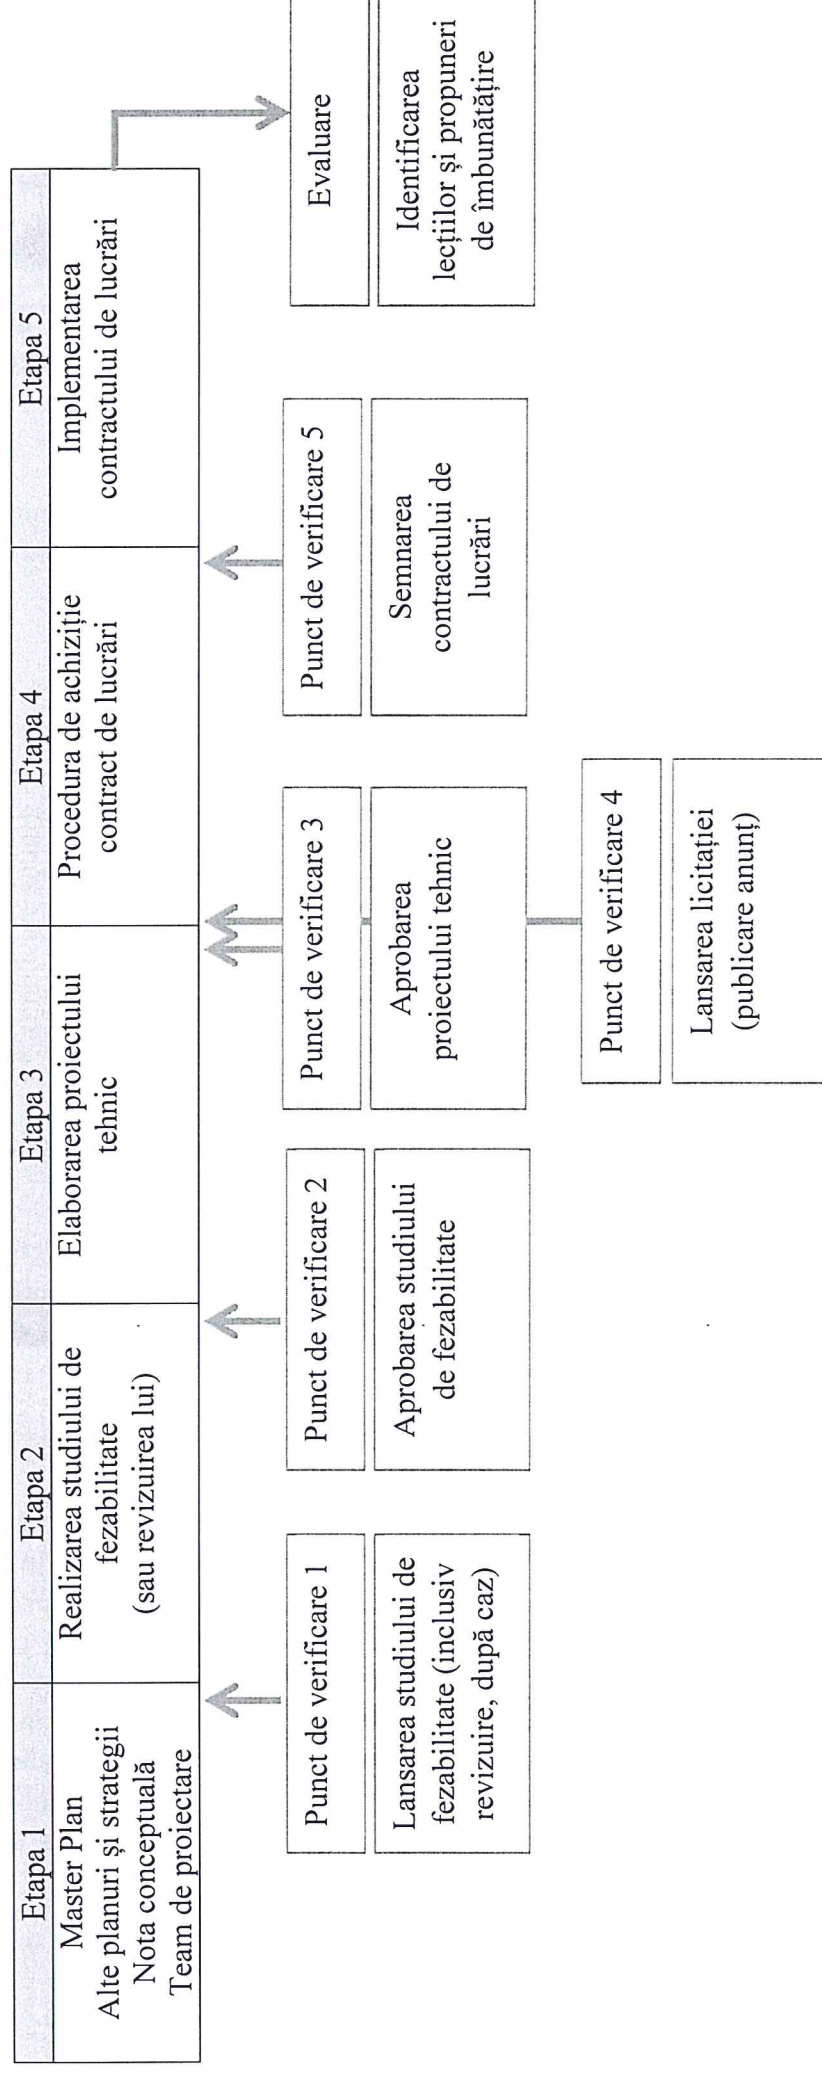 Etapa 1
Master Plan
Alte planuri și strategii
Nota conceptuală
Team de proiectare
Etapa 2
Realizarea studiului de
fezabilitate
(sau revizuirea lui)
Etapa 3
Elaborarea proiectului
tehnic
Etapa 4
Procedura de achiziție
contract de lucrări
Etapa 5
Implementarea
contractului de lucrări
Punct de verificare 1
Lansarea studiului de
fezabilitate (inclusiv
revizuire, după caz)
Punct de verificare 2
Aprobarea studiului
de fezabilitate
Punct de verificare 3
Aprobarea
proiectului tehnic
Punct de verificare 4
Lansarea licitației
(publicare anunț)
Punct de verificare 5
Semnarea
contractului de
lucrări
Evaluare
Identificarea
lecțiilor și propuneri
de îmbunătățire